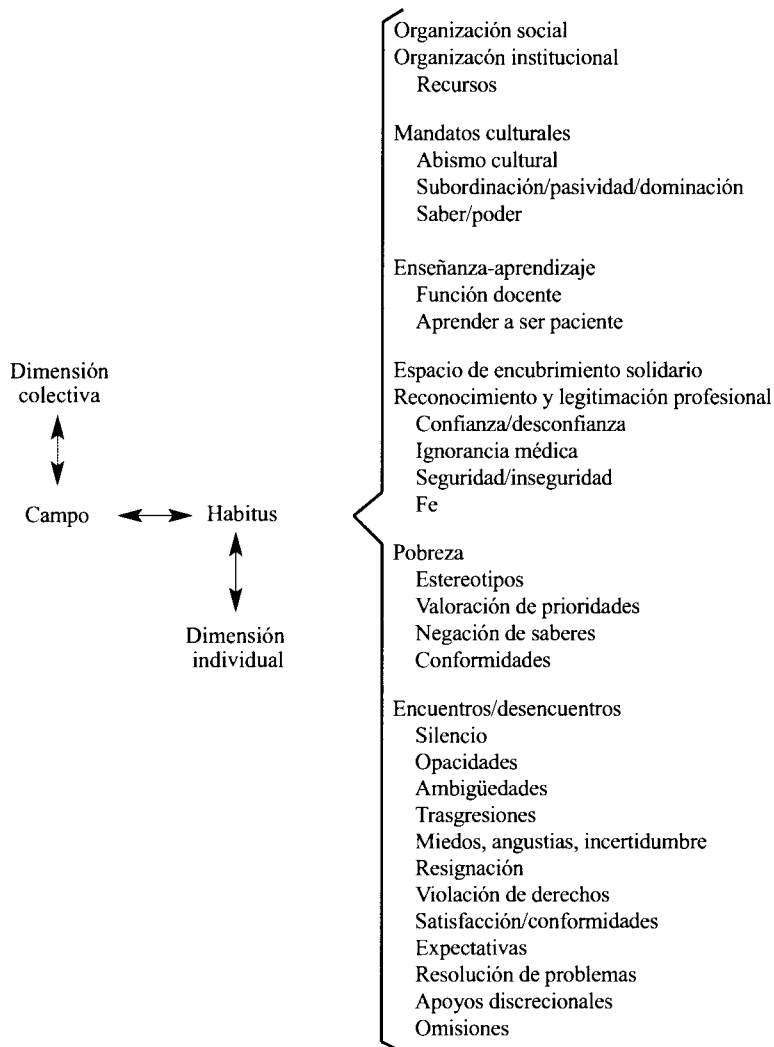 Organización social
Organizacón institucional
Recursos
Mandatos culturales
Abismo cultural
Subordinación/pasividad/dominación
Saber/poder
Enseñanza-aprendizaje
Función docente
Aprender a ser paciente
Dimensión
colectiva
Campo
Habitus
Dimensión
individual
Espacio de encubrimiento solidario
Reconocimiento y legitimación profesional
Confianza/desconfianza
Ignorancia médica
Seguridad/inseguridad
Fe
Pobreza
Estereotipos
Valoración de prioridades
Negación de saberes
Conformidades
Encuentros/desencuentros
Silencio
Opacidades
Ambigüedades
Trasgresiones
Miedos, angustias, incertidumbre
Resignación
Violación de derechos
Satisfacción/conformidades
Expectativas
Resolución de problemas
Apoyos discrecionales
Omisiones